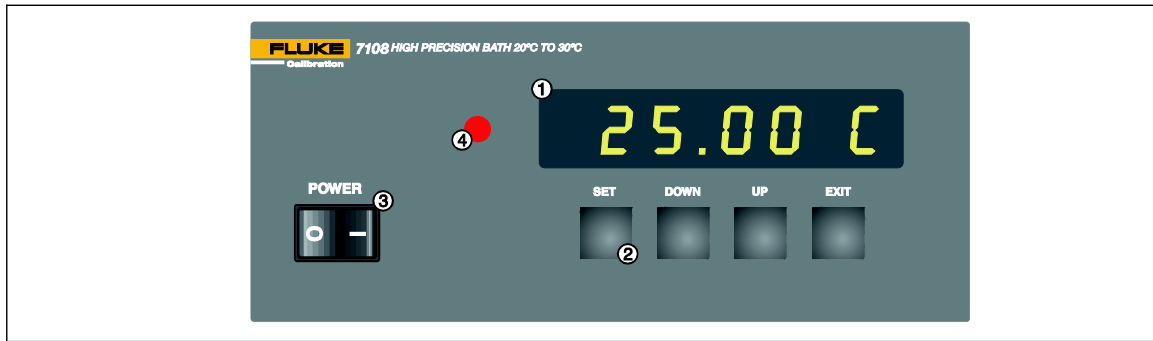 FLUKE 7108 HIGH PRECISION BATH 20°C TO 30°C
Calibration
1
25.00 C
4
POWER
3
SET DOWN UP EXIT
O I
2